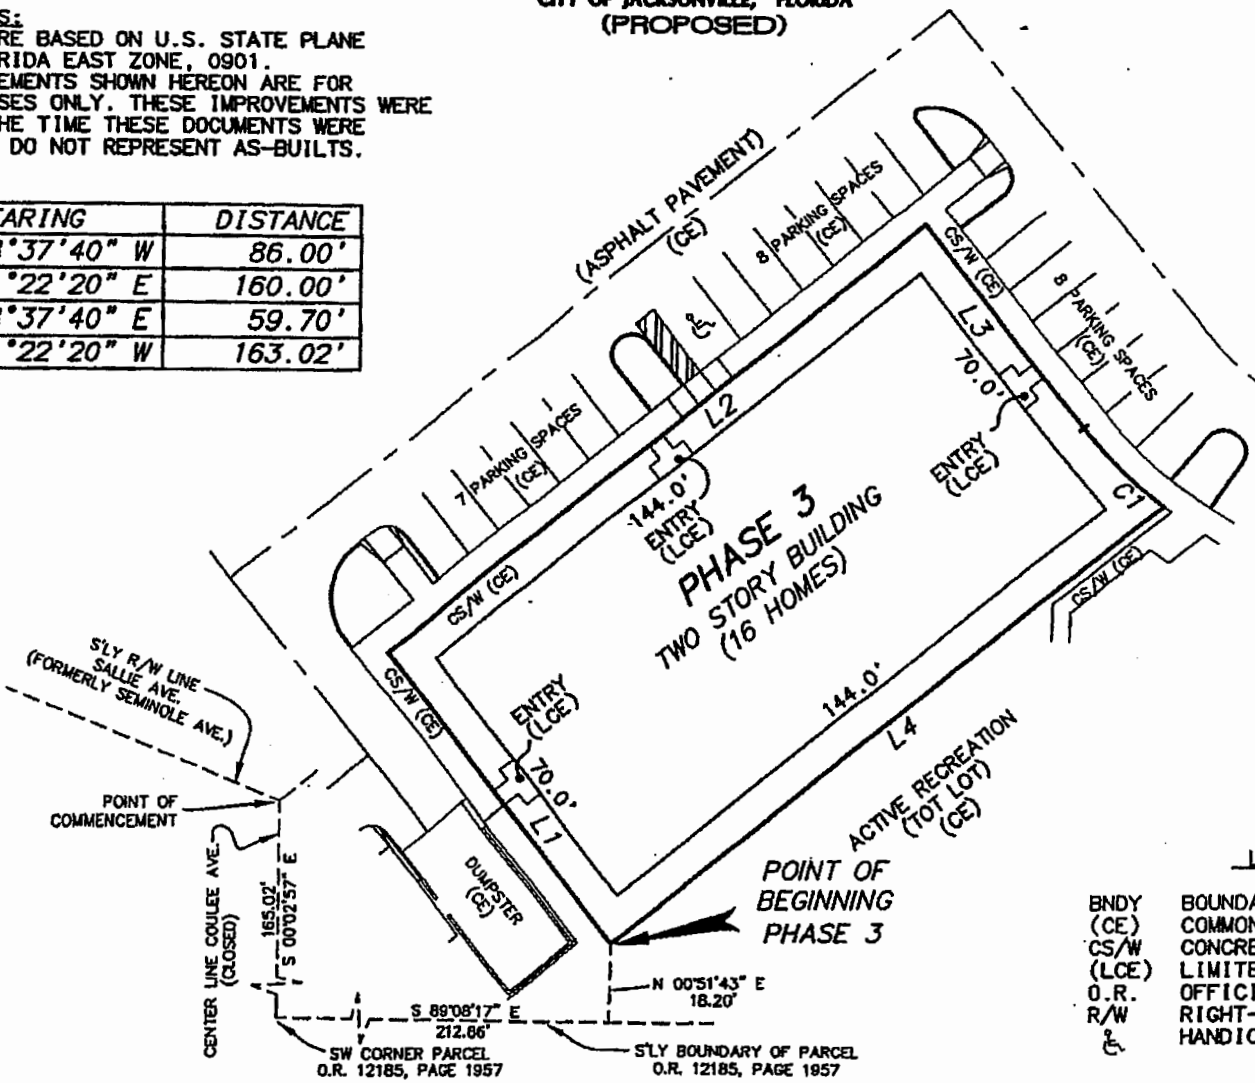 CITY OF JACKSONVILLE, FLORIDA
(PROPOSED)
S:
RE BASED ON U.S. STATE PLANE
RIDA EAST ZONE, 0901.
EMENTS SHOWN HEREON ARE FOR
SES ONLY. THESE IMPROVEMENTS WERE
HE TIME THESE DOCUMENTS WERE
DO NOT REPRESENT AS-BUILTS.
EARING DISTANCE
°37'40" W 86.00'
°22'20" E 160.00'
°37'40" E 59.70'
°22'20" W 163.02'
(ASPHALT PAVEMENT)
(CE)
8 PARKING SPACES
(CE)
CS/W (CE)
8 PARKING SPACES
(CE)
L3
70.0'
ENTRY
(LCE)
L2
7 PARKING SPACES
(CE)
144.0'
ENTRY
(LCE)
PHASE 3
TWO STORY BUILDING
(16 HOMES)
C1
CS/W (CE)
CS/W (CE)
CS/W (CE)
ENTRY
(LCE)
70.0'
L1
144.0'
L4
ACTIVE RECREATION
(TOT LOT)
(CE)
S'LY R/W LINE
SALLIE AVE.
(FORMERLY SEMINOLE AVE.)
POINT OF
COMMENCEMENT
CENTER LINE COULEE AVE.
(CLOSED)
165.02'
S 00°02'57" E
DUMPSTER
(CE)
POINT OF
BEGINNING
PHASE 3
N 00°51'43" E
18.20'
S 89°08'17" E
212.86'
SW CORNER PARCEL
O.R. 12185, PAGE 1957
S'LY BOUNDARY OF PARCEL
O.R. 12185, PAGE 1957
L
BNDY BOUNDA
(CE) COMMON
CS/W CONCRE
(LCE) LIMITE
O.R. OFFICI
R/W RIGHT-
HANDIC